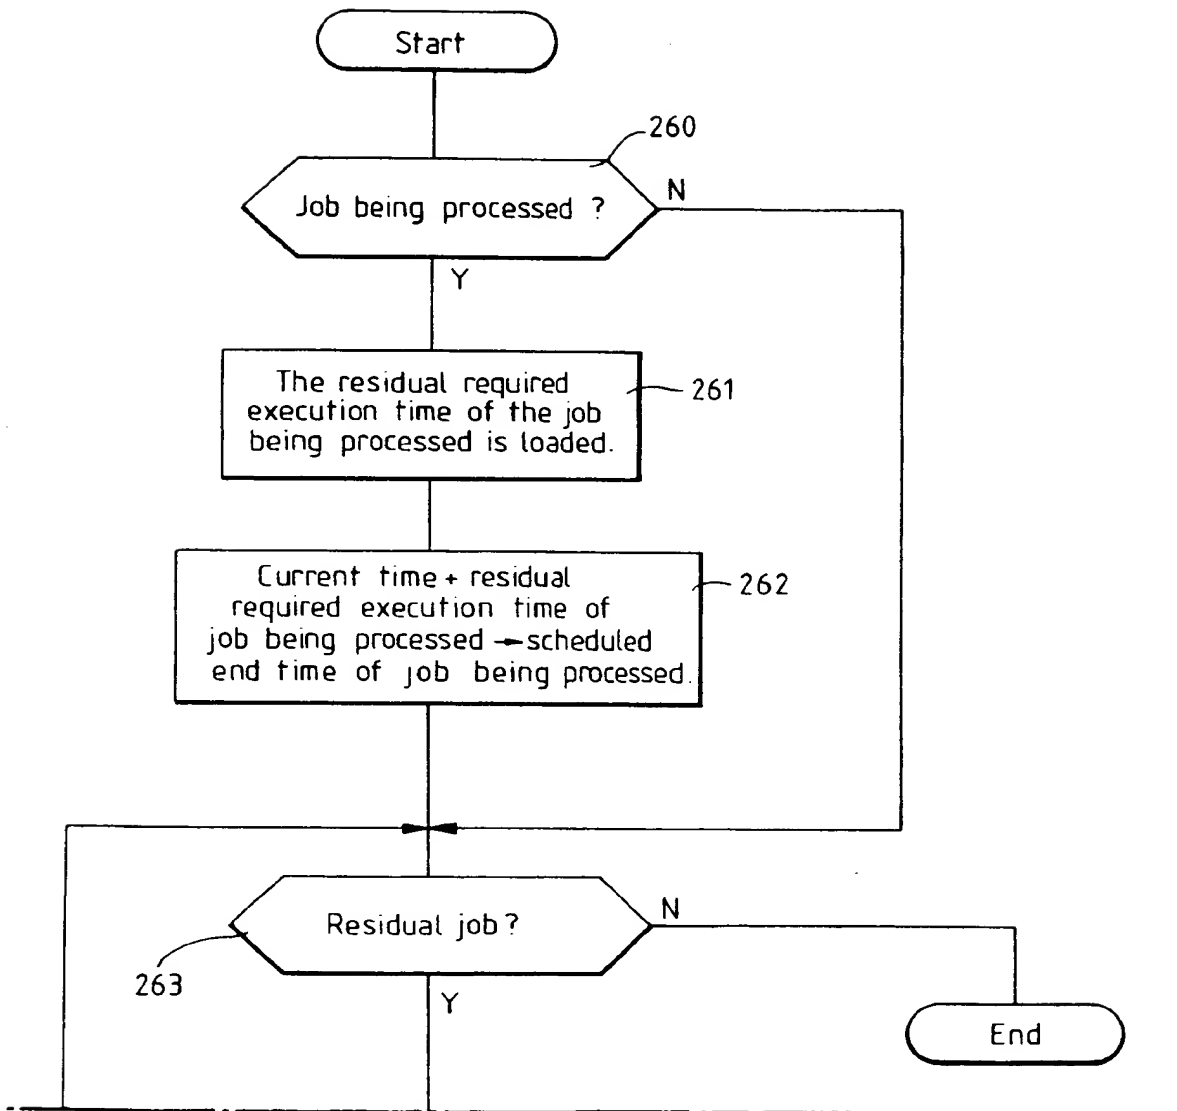 Start
260
Job being processed ?
N
Y
The residual required
execution time of the job
being processed is loaded.
261
Current time + residual
required execution time of
job being processed → scheduled
end time of job being processed.
262
Residual job ?
N
263
Y
End